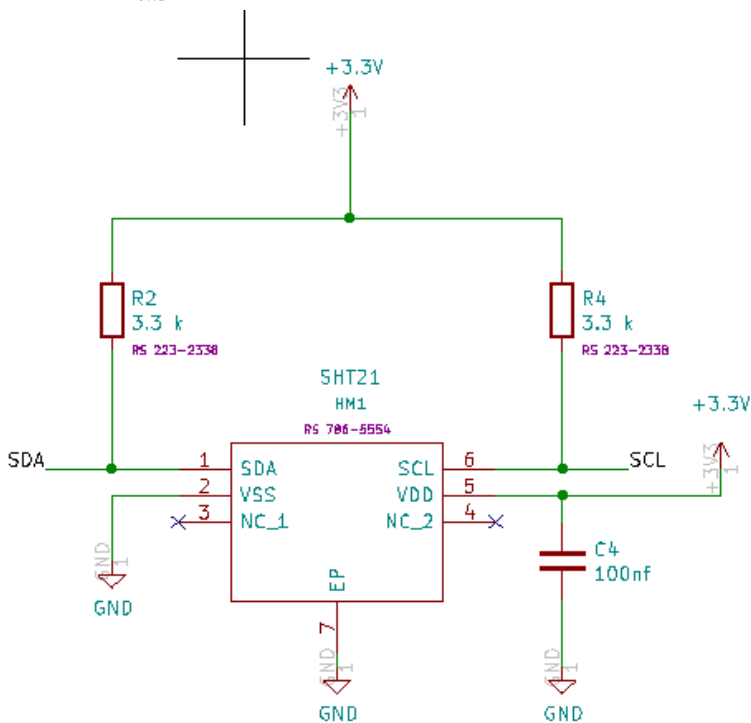 +3.3V
+3V3
1
R2
3.3 k
RS 223-2338
R4
3.3 k
RS 223-2338
SHT21
HM1
RS 786-5554
+3.3V
+3V3
1
SDA
1
SDA
SCL
6
SCL
2
VSS
VDD
5
3
NC_1
NC_2
4
GND
1
GND
EP
7
C4
100nf
GND
1
GND
GND
1
GND